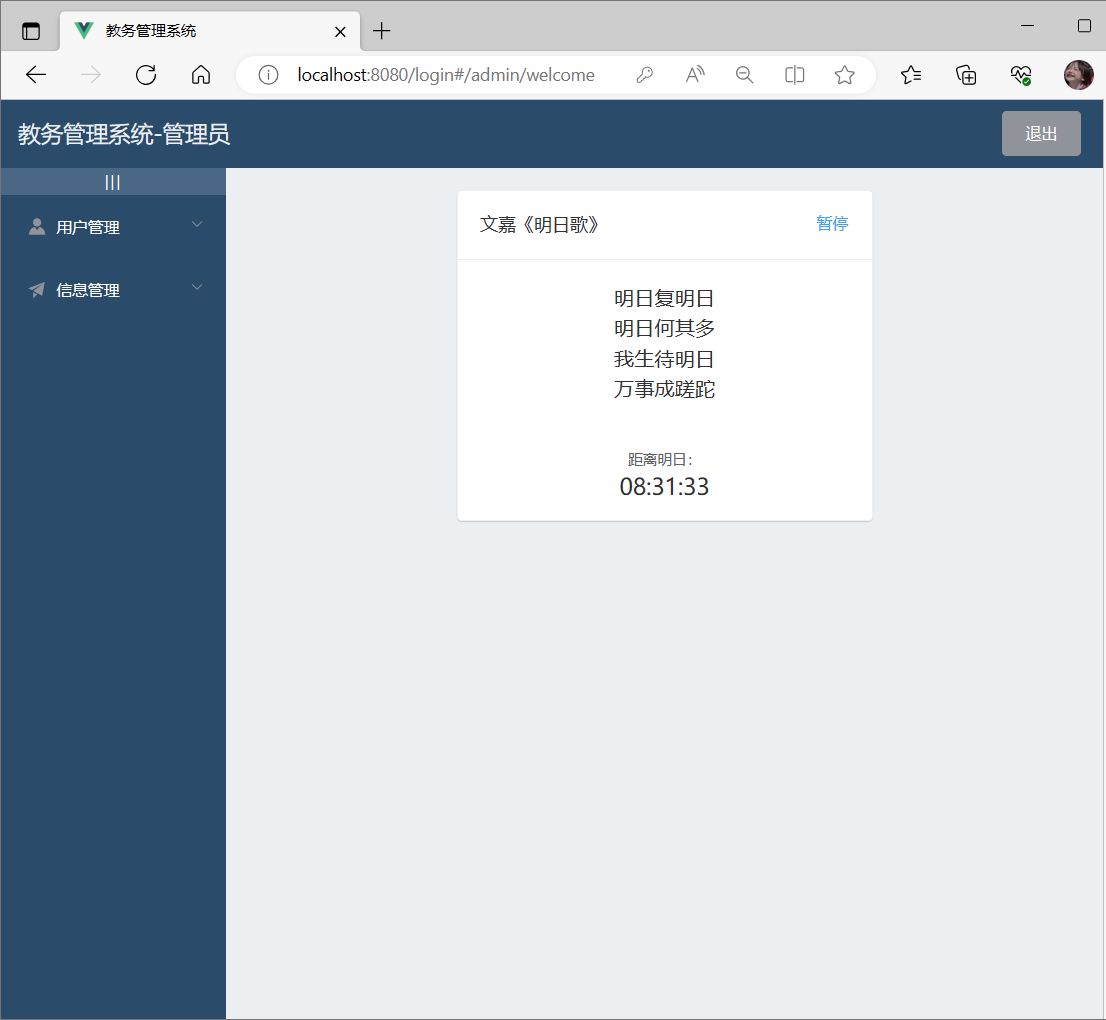 教务管理系统
localhost:8080/login#/admin/welcome
教务管理系统-管理员
退出
|||
用户管理
信息管理
文嘉《明日歌》
暂停
明日复明日
明日何其多
我生待明日
万事成蹉跎
距离明日：
08:31:33